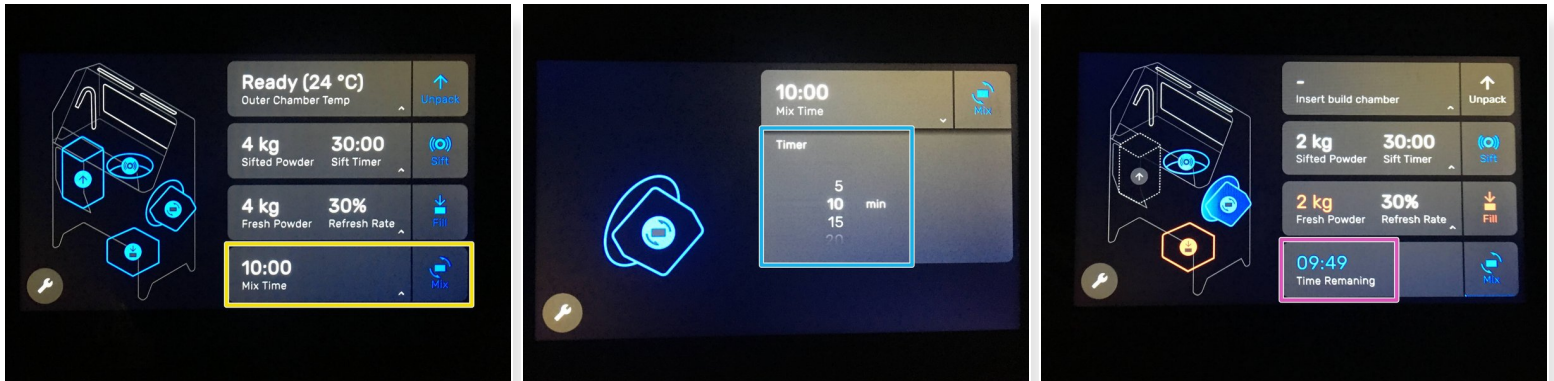 Ready (24 °C)
Outer Chamber Temp
Unpack
4 kg 30:00
Sifted Powder Sift Timer
Sift
4 kg 30%
Fresh Powder Refresh Rate
Fill
10:00
Mix Time
Mix
10:00
Mix Time
Mix
Timer
5
10 min
15
20
-
Insert build chamber
Unpack
2 kg 30:00
Sifted Powder Sift Timer
Sift
2 kg 30%
Fresh Powder Refresh Rate
Fill
09:49
Time Remaning
Mix